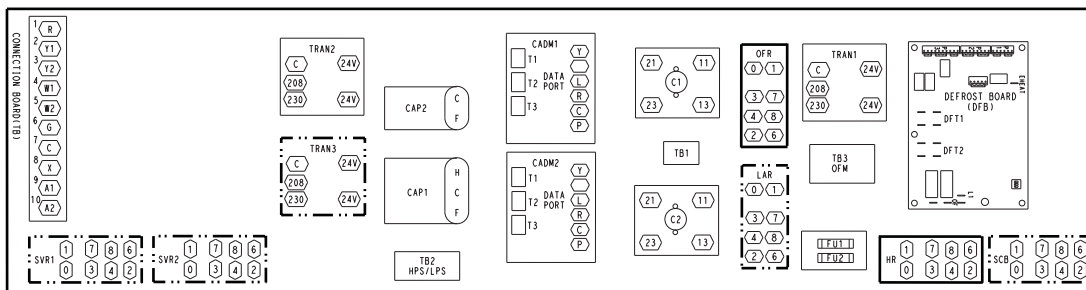 CONNECTION BOARD(TB)
1 R
2 Y1
3 Y2
4 W1
5 W2
6 G
7 C
8 X
9 A1
10 A2
SVR1
1 7 8 6
0 3 4 2
SVR2
1 7 8 6
0 3 4 2
TRAN2
C 24V
208
230 24V
TRAN3
C 24V
208
230 24V
CAP2
C
F
CAP1
H
C
F
TB2
HPS/LPS
CADM1
T1
T2
T3
DATA
PORT
Y
L
R
C
P
CADM2
T1
T2
T3
DATA
PORT
Y
L
R
C
P
21 11
C1
23 13
TB1
21 11
C2
23 13
OFR
0 1
3 7
4 8
2 6
LAR
0 1
3 7
4 8
2 6
TRAN1
C 24V
208
230 24V
TB3
OFM
FU1
FU2
EHEAT
DEFROST BOARD
(DFB)
DFT1
DFT2
HR
1 7 8 6
0 3 4 2
SCB
1 7 8 6
0 3 4 2